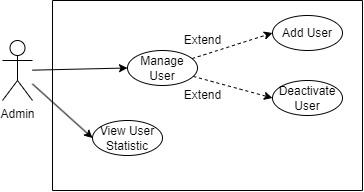 Extend
Add User
Manage
User
Extend
Deactivate
User
Admin
View User
Statistic